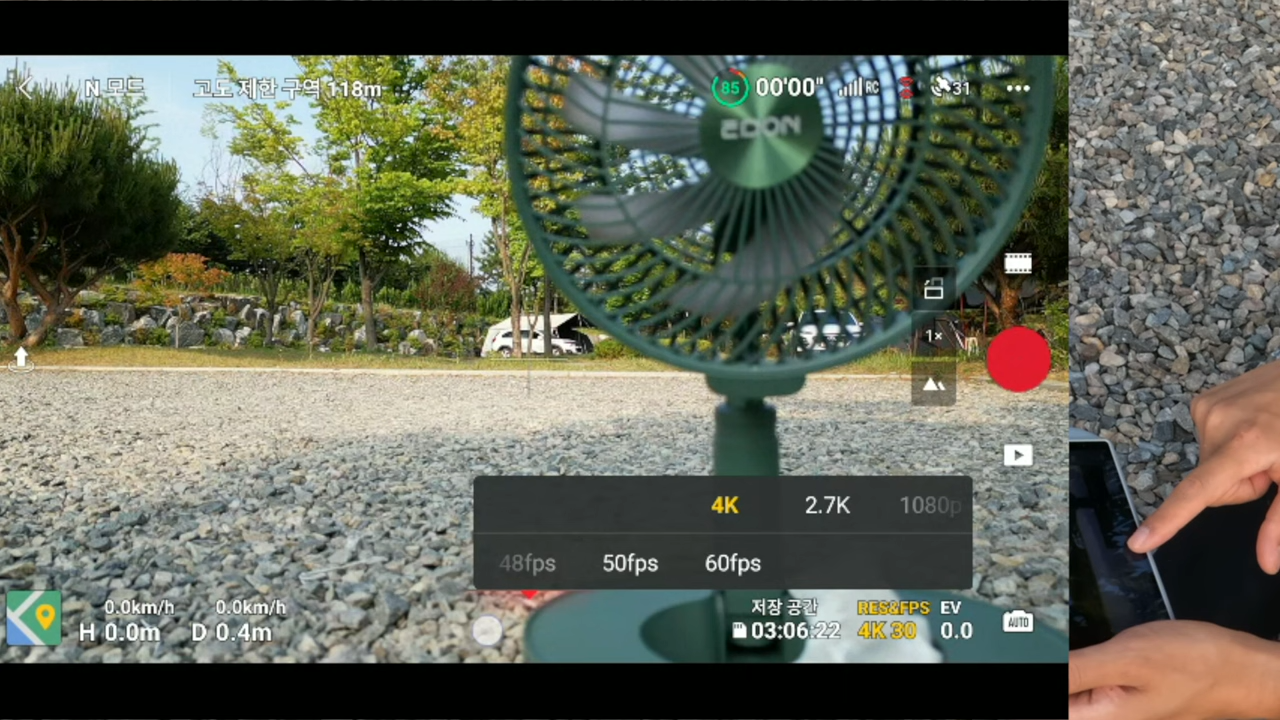 N 모드 고도 제한 구역 118m 85 00'00" RC 31
EDON
1×
4K 2.7K 1080p
48fps 50fps 60fps
0.0km/h 0.0km/h 저장 공간 RES&FPS EV
H 0.0m D 0.4m 03:06:22 4K 30 0.0 AUTO